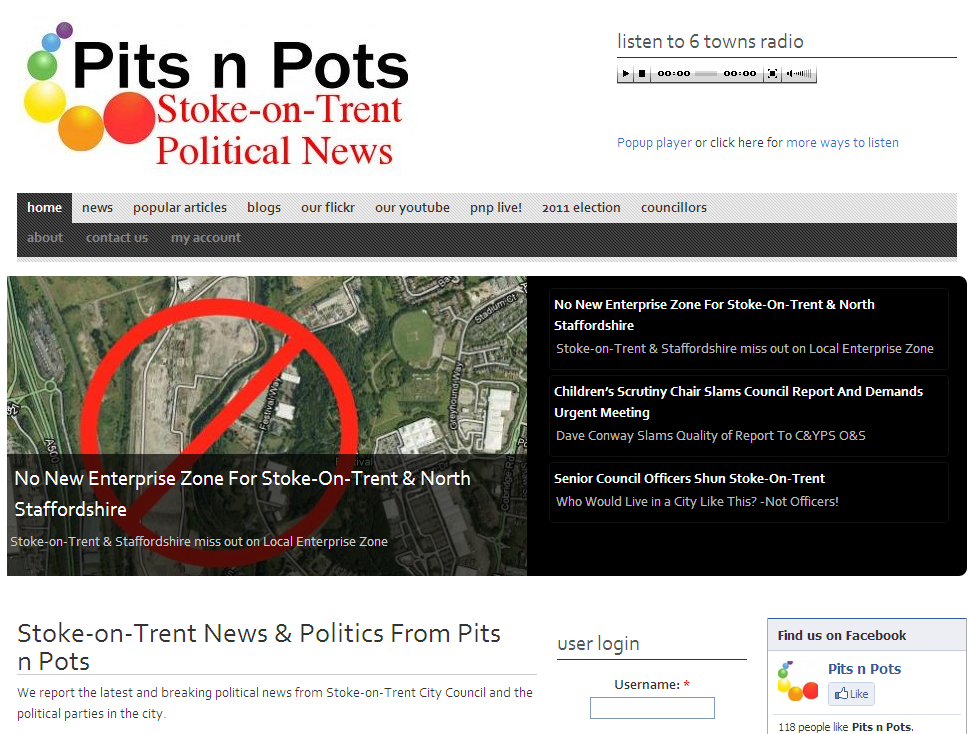 Pits n Pots
Stoke-on-Trent
Political News
listen to 6 towns radio
00:00 00:00
Popup player or click here for more ways to listen
home news popular articles blogs our flickr our youtube pnp live! 2011 election councillors
about contact us my account
Stadium Ct
Festival Way
Greyhound Way
A500
No New Enterprise Zone For Stoke-On-Trent & North
Staffordshire
Stoke-on-Trent & Staffordshire miss out on Local Enterprise Zone
No New Enterprise Zone For Stoke-On-Trent & North
Staffordshire
Stoke-on-Trent & Staffordshire miss out on Local Enterprise Zone
Children's Scrutiny Chair Slams Council Report And Demands
Urgent Meeting
Dave Conway Slams Quality of Report To C&YPS O&S
Senior Council Officers Shun Stoke-On-Trent
Who Would Live in a City Like This? -Not Officers!
Stoke-on-Trent News & Politics From Pits
n Pots
We report the latest and breaking political news from Stoke-on-Trent City Council and the
political parties in the city.
user login
Username: *
Find us on Facebook
Pits n Pots
Like
118 people like Pits n Pots.